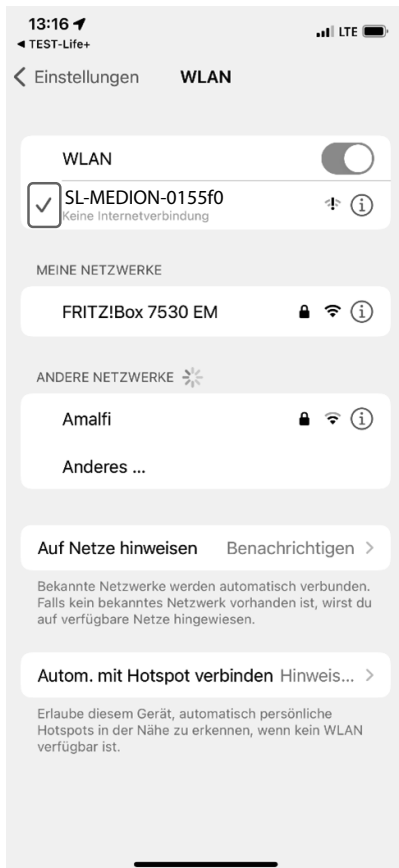 13:16
LTE
◀ TEST-Life+
Einstellungen WLAN
WLAN
SL-MEDION-0155f0
Keine Internetverbindung
MEINE NETZWERKE
FRITZ!Box 7530 EM
ANDERE NETZWERKE
Amalfi
Anderes ...
Auf Netze hinweisen Benachrichtigen
Bekannte Netzwerke werden automatisch verbunden.
Falls kein bekanntes Netzwerk vorhanden ist, wirst du
auf verfügbare Netze hingewiesen.
Autom. mit Hotspot verbinden Hinweis...
Erlaube diesem Gerät, automatisch persönliche
Hotspots in der Nähe zu erkennen, wenn kein WLAN
verfügbar ist.